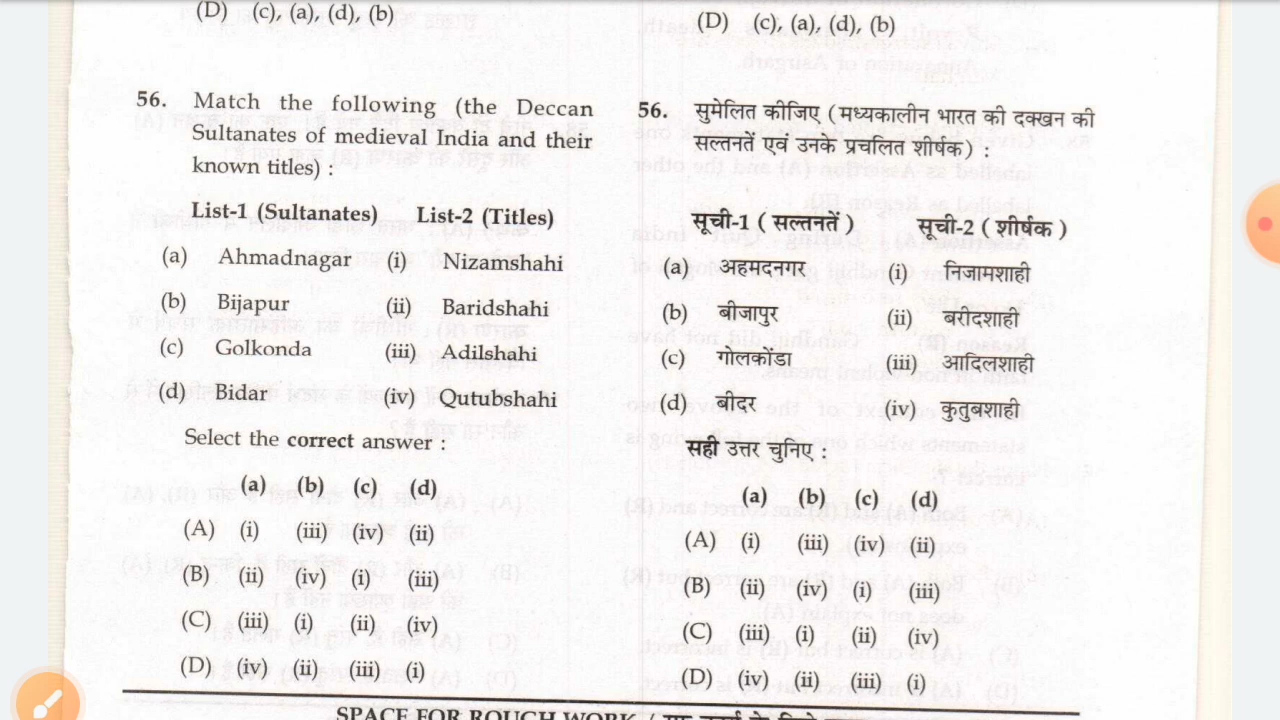 (D) (c), (a), (d), (b)
56. Match the following (the Deccan
Sultanates of medieval India and their
known titles) :
List-1 (Sultanates) List-2 (Titles)
(a) Ahmadnagar (i) Nizamshahi
(b) Bijapur (ii) Baridshahi
(c) Golkonda (iii) Adilshahi
(d) Bidar (iv) Qutubshahi
Select the correct answer :
(a) (b) (c) (d)
(A) (i) (iii) (iv) (ii)
(B) (ii) (iv) (i) (iii)
(C) (iii) (i) (ii) (iv)
(D) (iv) (ii) (iii) (i)
(D) (c), (a), (d), (b)
56. सुमेलित कीजिए ( मध्यकालीन भारत की दक्खन की
सल्तनतें एवं उनके प्रचलित शीर्षक) :
सूची-1 ( सल्तनतें ) सूची-2 ( शीर्षक )
(a) अहमदनगर (i) निजामशाही
(b) बीजापुर (ii) बरीदशाही
(c) गोलकोंडा (iii) आदिलशाही
(d) बीदर (iv) कुतुबशाही
सही उत्तर चुनिए :
(a) (b) (c) (d)
(A) (i) (iii) (iv) (ii)
(B) (ii) (iv) (i) (iii)
(C) (iii) (i) (ii) (iv)
(D) (iv) (ii) (iii) (i)
SPACE FOR ROUGH WORK /